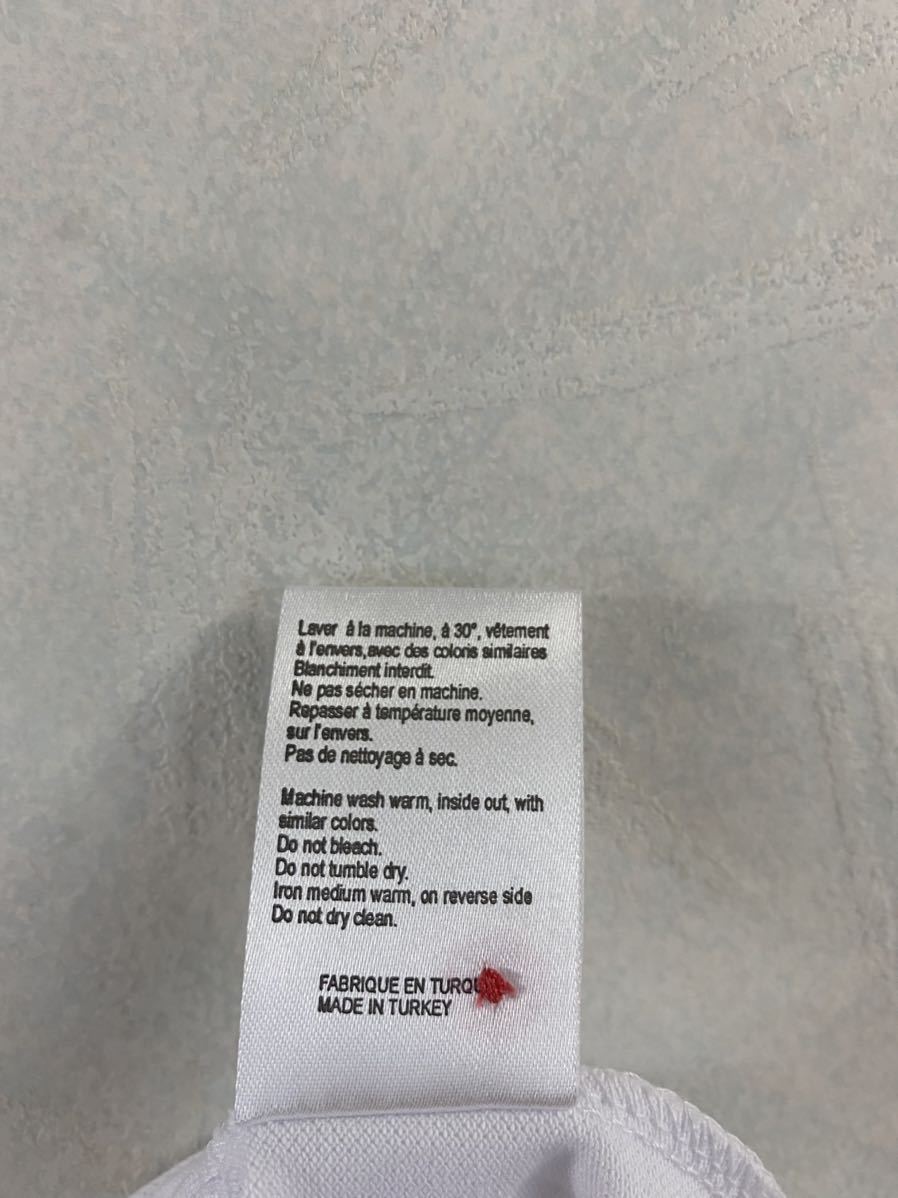 Laver à la machine, à 30°, vêtement
à l'envers,avec des coloris similaires
Blanchiment interdit.
Ne pas sécher en machine.
Repasser à température moyenne,
sur l'envers.
Pas de nettoyage à sec.
Machine wash warm, inside out, with
similar colors.
Do not bleach.
Do not tumble dry.
Iron medium warm, on reverse side
Do not dry clean.
FABRIQUE EN
MADE IN TURKEY